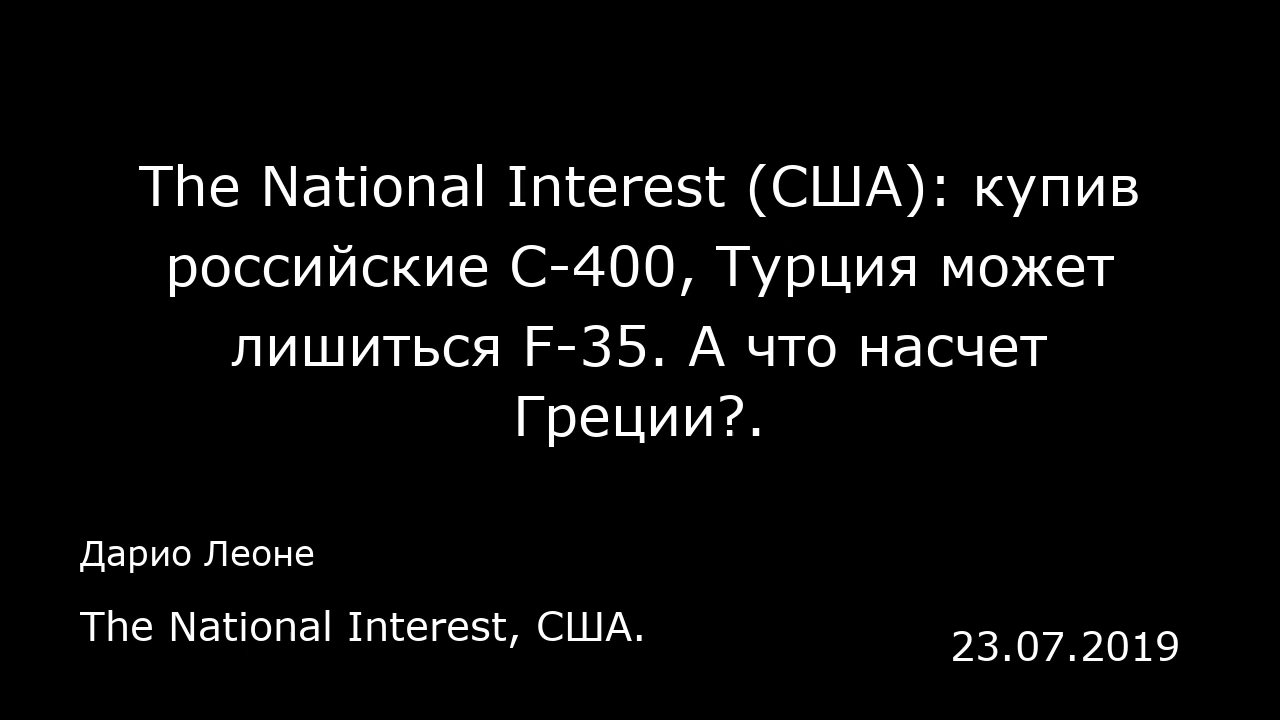 The National Interest (США): купив
российские С-400, Турция может
лишиться F-35. А что насчет
Греции?.
Дарио Леоне
The National Interest, США.
23.07.2019